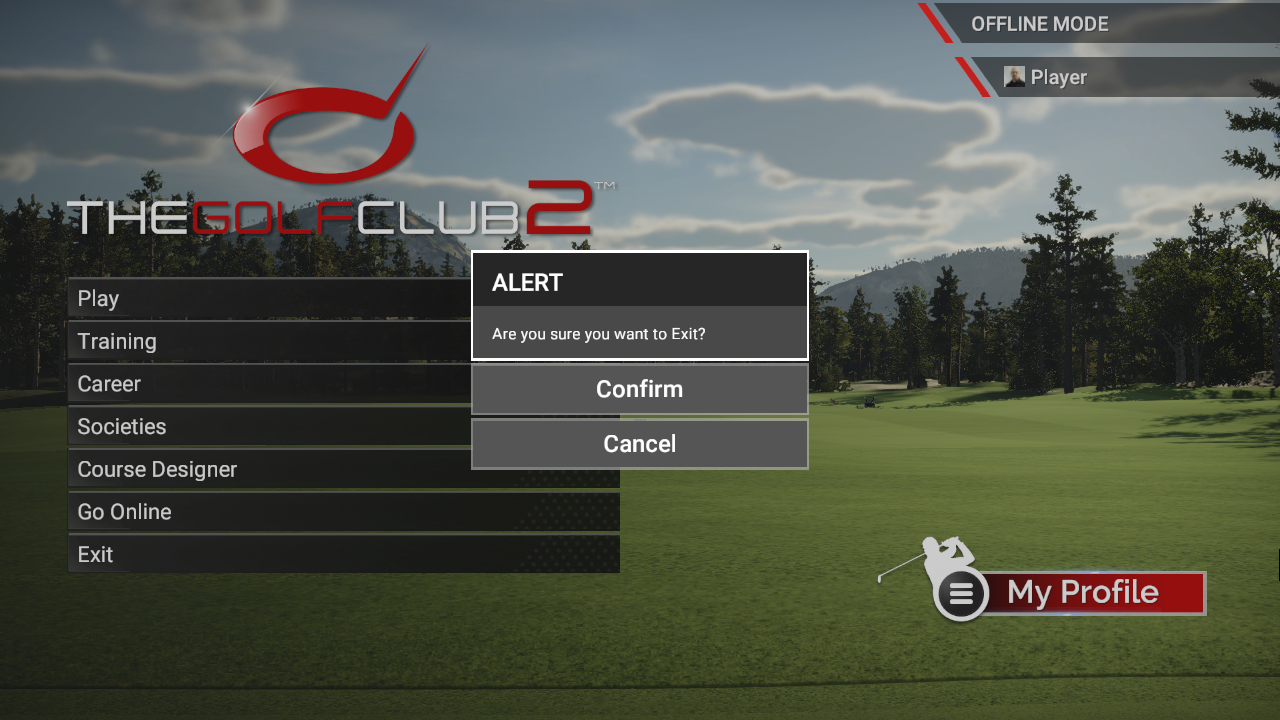 OFFLINE MODE
Player
THEGOLFCLUB2™
ALERT
Are you sure you want to Exit?
Confirm
Cancel
Play
Training
Career
Societies
Course Designer
Go Online
Exit
My Profile